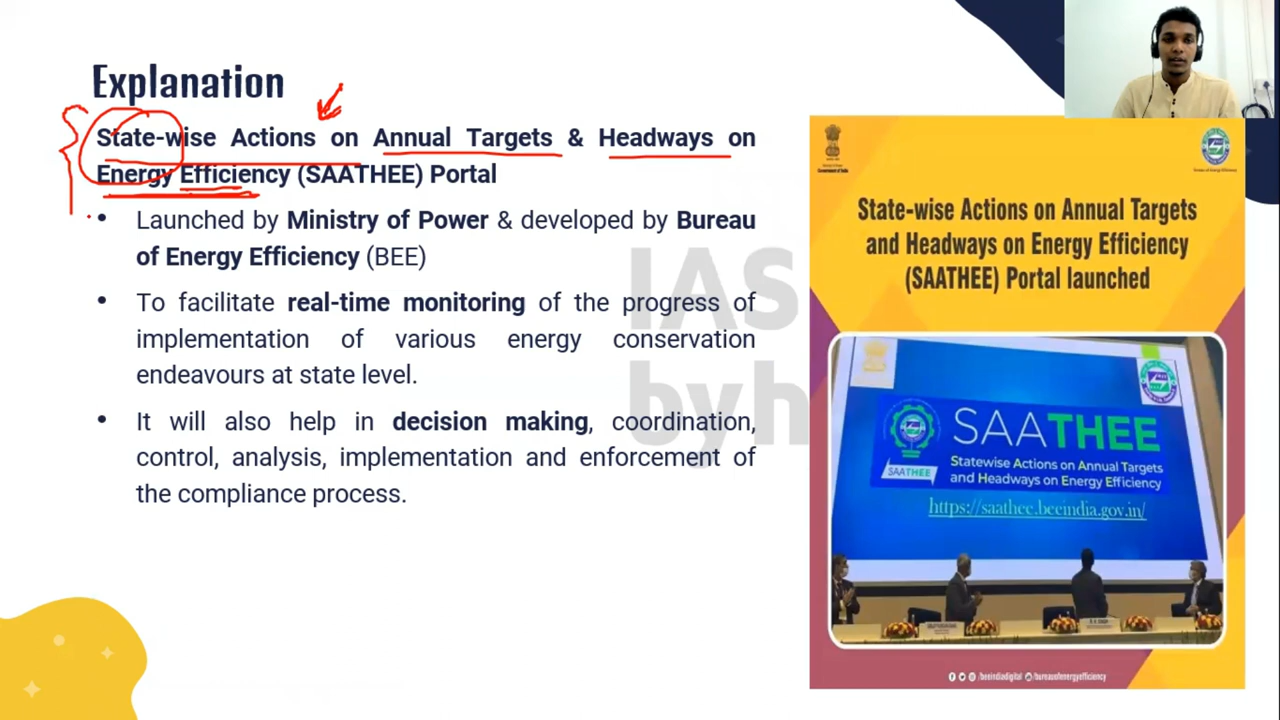 Explanation
State-wise Actions on Annual Targets & Headways on
Energy Efficiency (SAATHEE) Portal
• Launched by Ministry of Power & developed by Bureau
of Energy Efficiency (BEE)
• To facilitate real-time monitoring of the progress of
implementation of various energy conservation
endeavours at state level.
• It will also help in decision making, coordination,
control, analysis, implementation and enforcement of
the compliance process.
IAS
byh
State-wise Actions on Annual Targets
and Headways on Energy Efficiency
(SAATHEE) Portal launched
SAATHEE
SAATHEE
Statewise Actions on Annual Targets
and Headways on Energy Efficiency
https://saathee.beeindia.gov.in/
/beeindiadigital /bureauofenergyefficiency